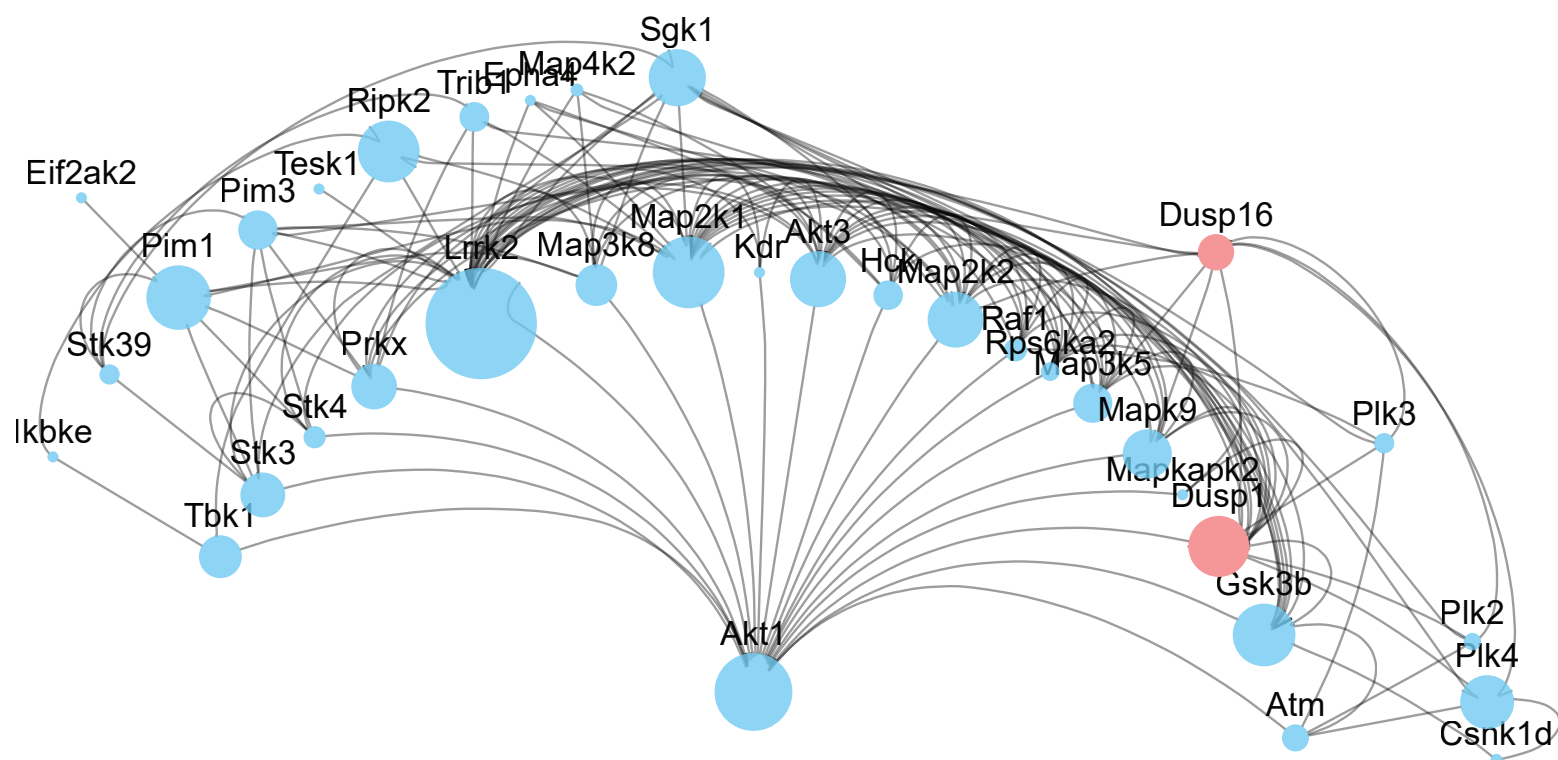 Sgk1
Map4k2
Epha4
Trib1
Ripk2
Tesk1
Eif2ak2
Pim3
Dusp16
Map2k1
Akt3
Pim1
Lrrk2
Map3k8
Kdr
Hck
Map2k2
Raf1
Rps6ka2
Stk39
Prkx
Map3k5
Stk4
Mapk9
Plk3
Ikbke
Stk3
Mapkapk2
Dusp1
Tbk1
Gsk3b
Plk2
Akt1
Plk4
Atm
Csnk1d